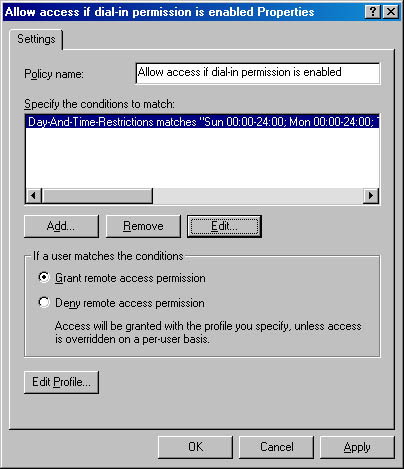 Allow access if dial-in permission is enabled Properties
Settings
Policy name:
Allow access if dial-in permission is enabled
Specify the conditions to match:
Day-And-Time-Restrictions matches "Sun 00:00-24:00; Mon 00:00-24:00;
Add...
Remove
Edit...
If a user matches the conditions
Grant remote access permission
Deny remote access permission
Access will be granted with the profile you specify, unless access
is overridden on a per-user basis.
Edit Profile...
OK
Cancel
Apply